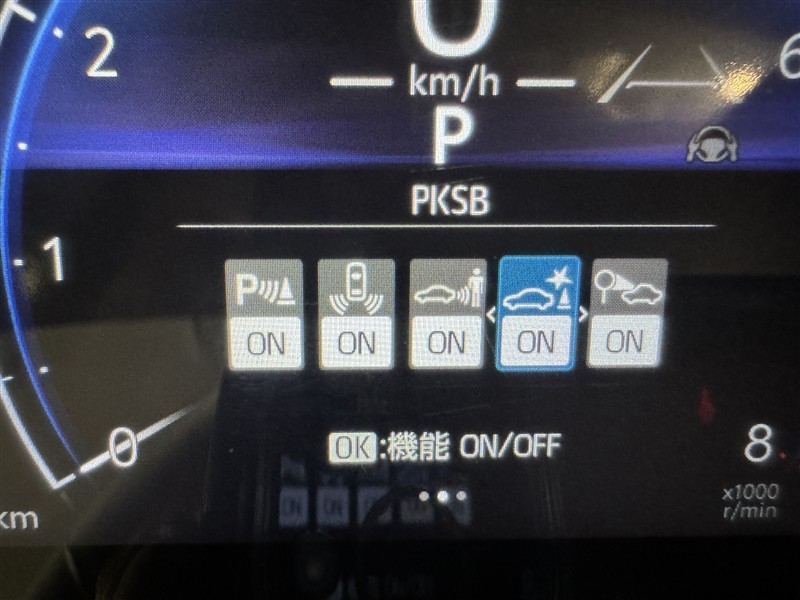 0
2
km/h
6
P
PKSB
1
P
ON ON ON ON ON
OK:機能 ON/OFF
0
8
x1000
r/min
km